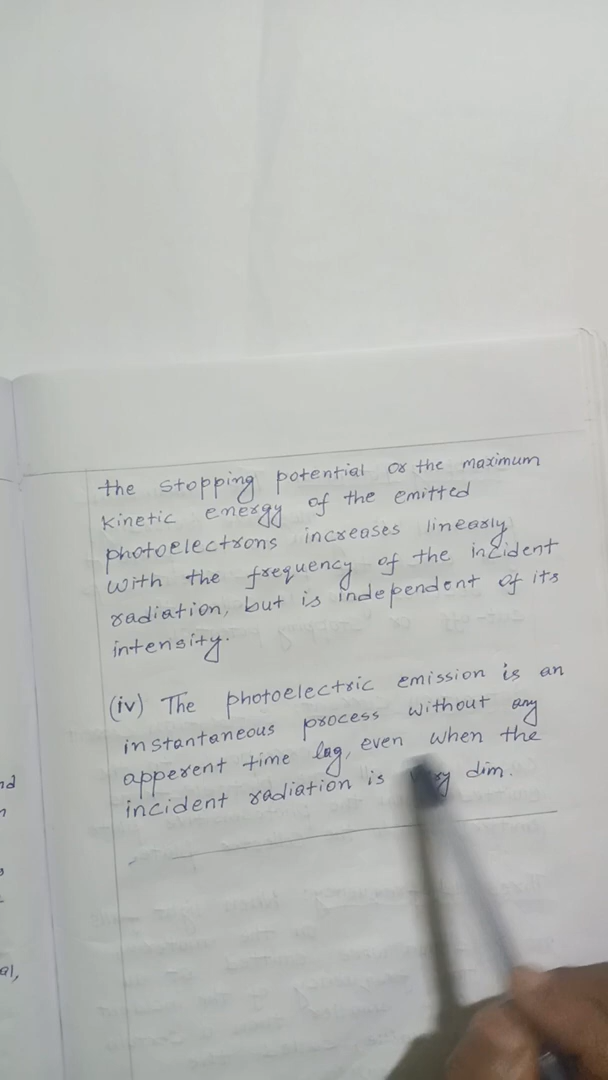 the stopping potential or the maximum
kinetic energy of the emitted
photoelectrons increases linearly
with the frequency of the incident
radiation, but is independent of its
intensity.
(iv) The photoelectric emission is an
instantaneous process without any
apperent time lag, even when the
incident radiation is dim.
al,